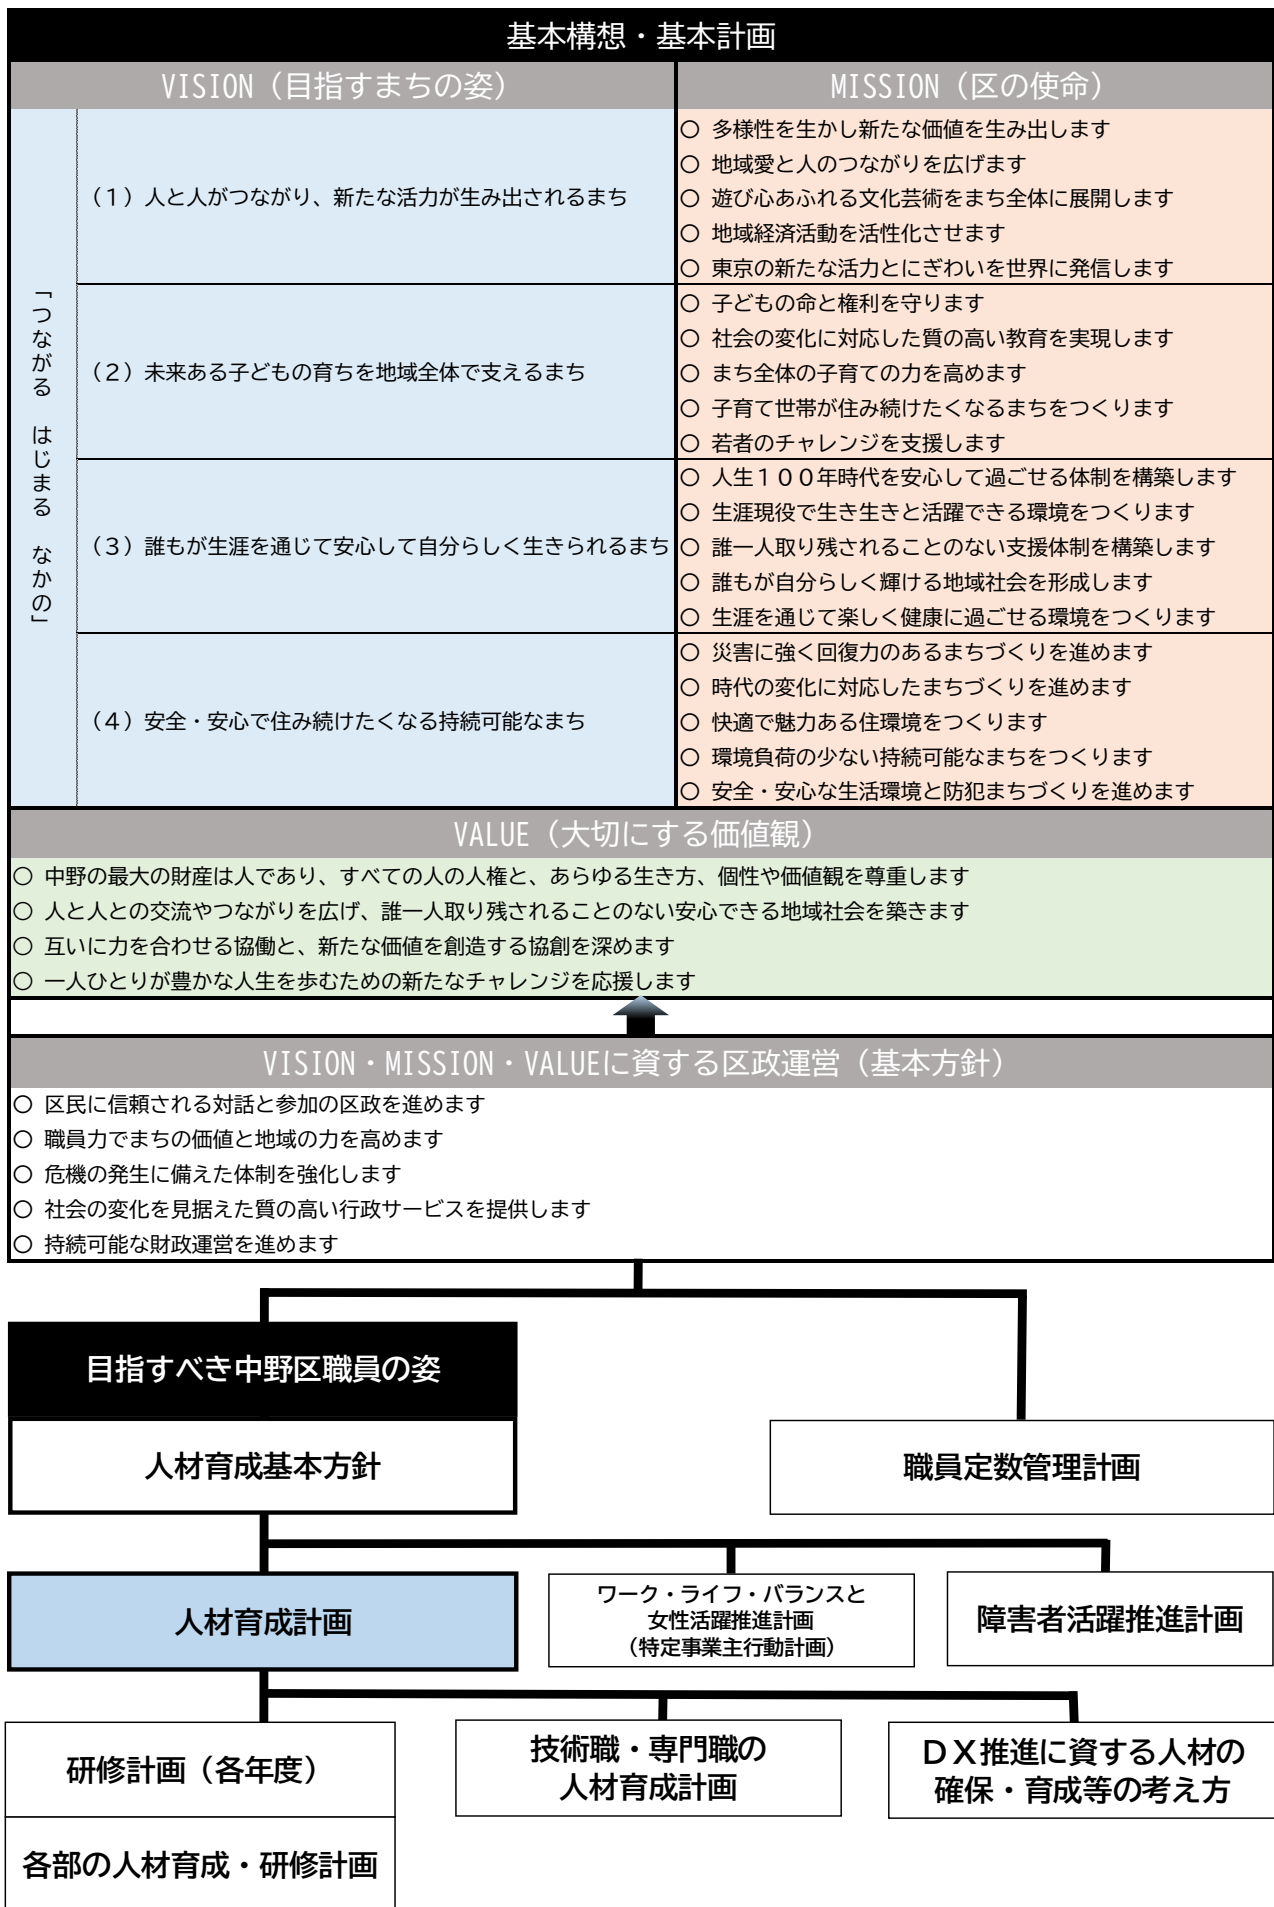 基本構想・基本計画
VISION（目指すまちの姿）
MISSION（区の使命）
「つながる はじまる なかの」
（１）人と人がつながり、新たな活力が生み出されるまち
○ 多様性を生かし新たな価値を生み出します
○ 地域愛と人のつながりを広げます
○ 遊び心あふれる文化芸術をまち全体に展開します
○ 地域経済活動を活性化させます
○ 東京の新たな活力とにぎわいを世界に発信します
（２）未来ある子どもの育ちを地域全体で支えるまち
○ 子どもの命と権利を守ります
○ 社会の変化に対応した質の高い教育を実現します
○ まち全体の子育ての力を高めます
○ 子育て世帯が住み続けたくなるまちをつくります
○ 若者のチャレンジを支援します
（３）誰もが生涯を通じて安心して自分らしく生きられるまち
○ 人生１００年時代を安心して過ごせる体制を構築します
○ 生涯現役で生き生きと活躍できる環境をつくります
○ 誰一人取り残されることのない支援体制を構築します
○ 誰もが自分らしく輝ける地域社会を形成します
○ 生涯を通じて楽しく健康に過ごせる環境をつくります
（４）安全・安心で住み続けたくなる持続可能なまち
○ 災害に強く回復力のあるまちづくりを進めます
○ 時代の変化に対応したまちづくりを進めます
○ 快適で魅力ある住環境をつくります
○ 環境負荷の少ない持続可能なまちをつくります
○ 安全・安心な生活環境と防犯まちづくりを進めます
VALUE（大切にする価値観）
○ 中野の最大の財産は人であり、すべての人の人権と、あらゆる生き方、個性や価値観を尊重します
○ 人と人との交流やつながりを広げ、誰一人取り残されることのない安心できる地域社会を築きます
○ 互いに力を合わせる協働と、新たな価値を創造する協創を深めます
○ 一人ひとりが豊かな人生を歩むための新たなチャレンジを応援します
VISION・MISSION・VALUEに資する区政運営（基本方針）
○ 区民に信頼される対話と参加の区政を進めます
○ 職員力でまちの価値と地域の力を高めます
○ 危機の発生に備えた体制を強化します
○ 社会の変化を見据えた質の高い行政サービスを提供します
○ 持続可能な財政運営を進めます
目指すべき中野区職員の姿
人材育成基本方針
職員定数管理計画
人材育成計画
ワーク・ライフ・バランスと
女性活躍推進計画
（特定事業主行動計画）
障害者活躍推進計画
研修計画（各年度）
技術職・専門職の
人材育成計画
ＤＸ推進に資する人材の
確保・育成等の考え方
各部の人材育成・研修計画